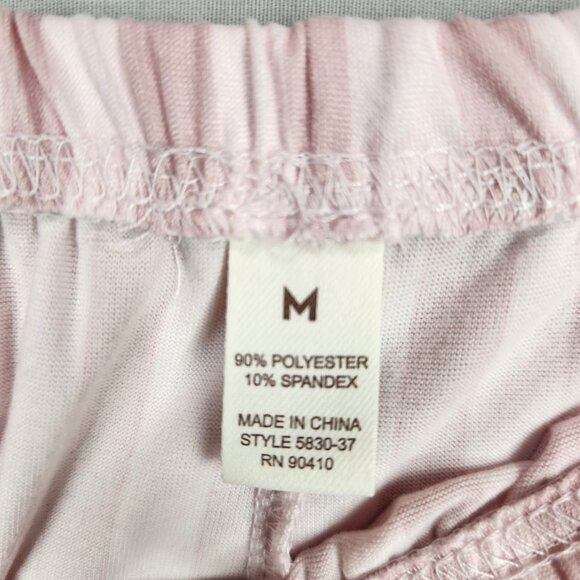 M
90% POLYESTER
10% SPANDEX
MADE IN CHINA
STYLE 5830-37
RN 90410